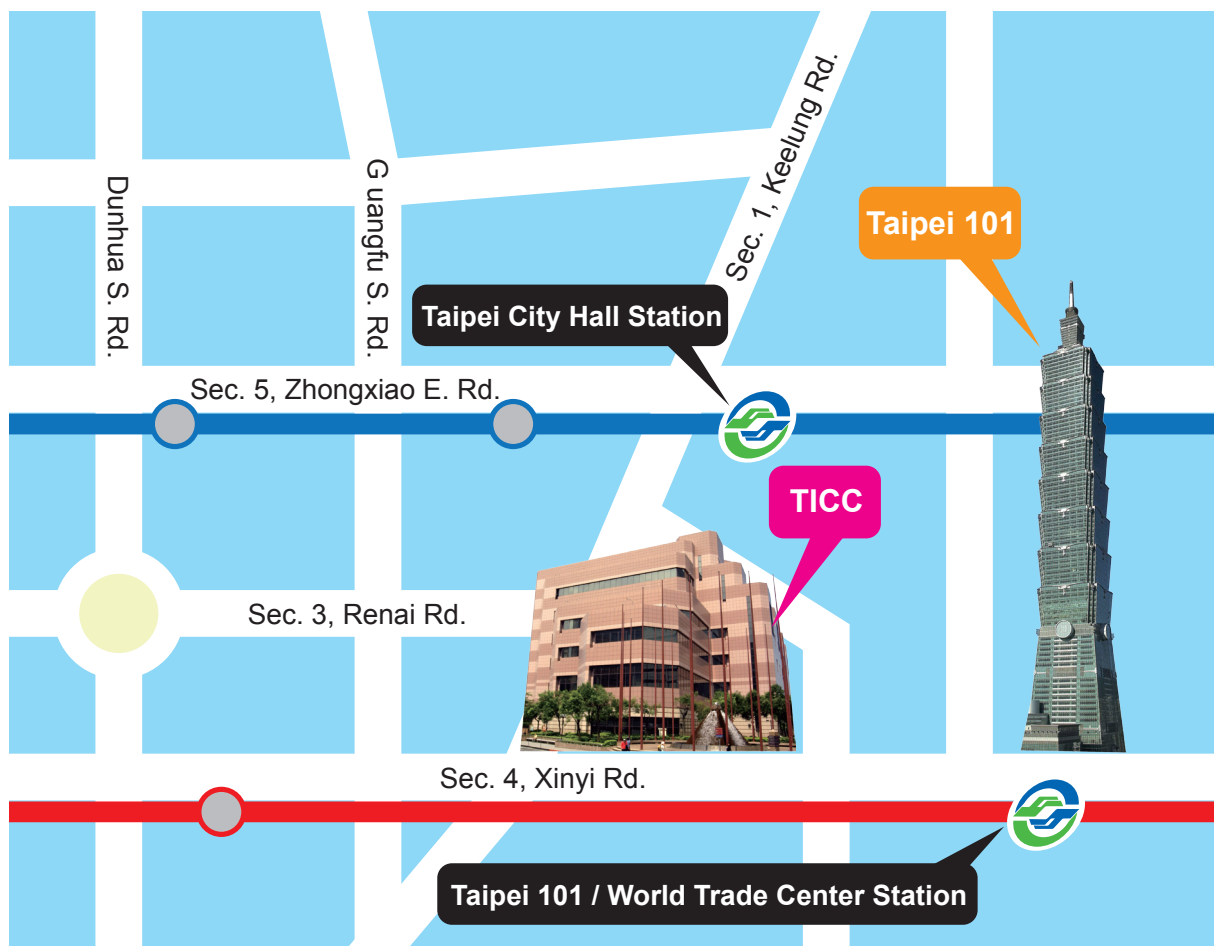 Dunhua S. Rd.
G uangfu S. Rd.
Sec. 1, Keelung Rd.
Taipei 101
Taipei City Hall Station
Sec. 5, Zhongxiao E. Rd.
TICC
Sec. 3, Renai Rd.
Sec. 4, Xinyi Rd.
Taipei 101 / World Trade Center Station